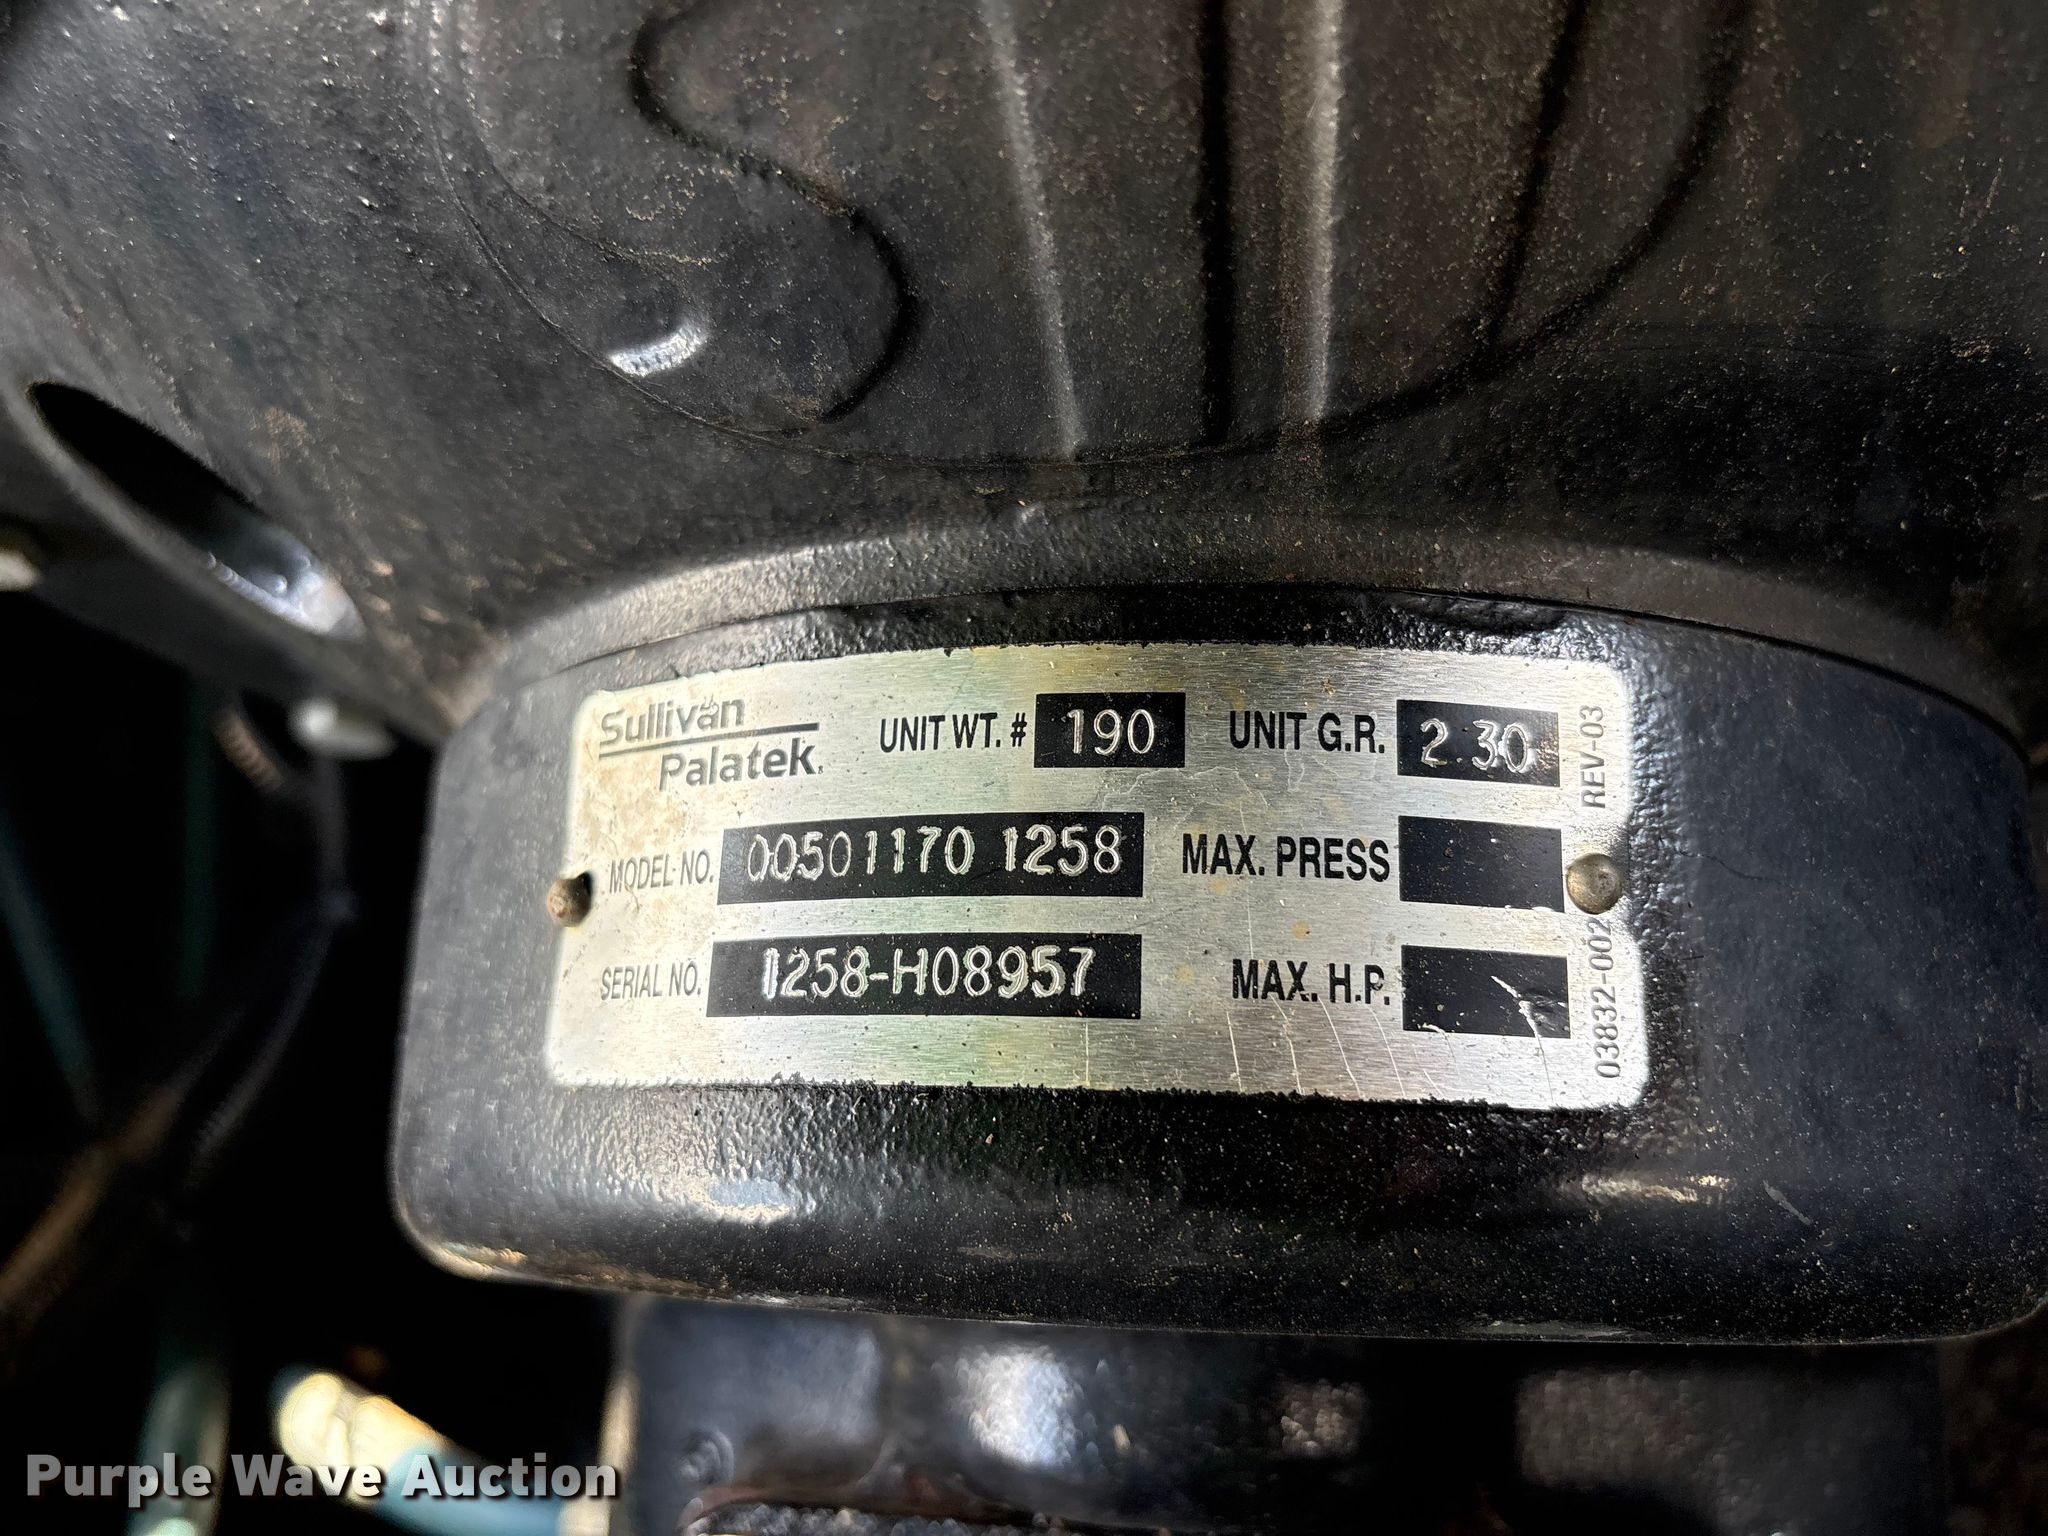 Sullivan
Palatek
UNIT WT. # 190 UNIT G.R. 2.30
MODEL NO. 00501170 1258 MAX. PRESS
SERIAL NO. 1258-H08957 MAX. H.P.
03832-002 REV-03
Purple Wave Auction